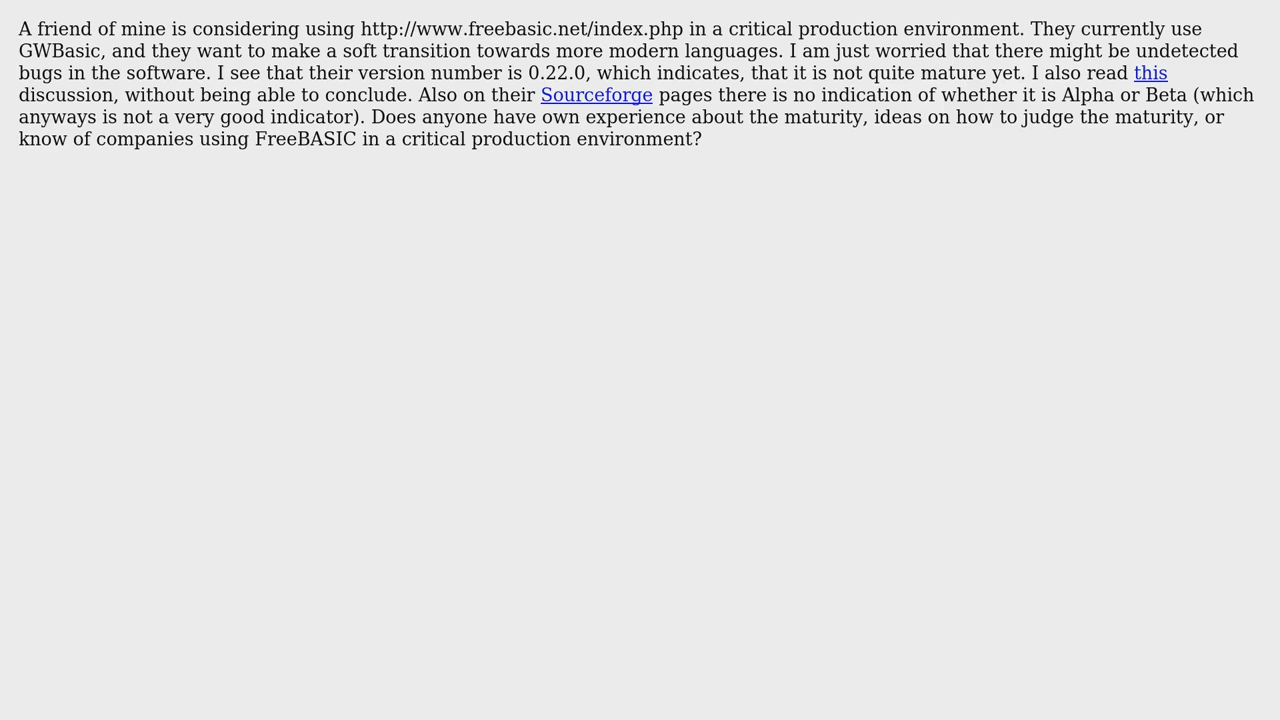 A friend of mine is considering using http://www.freebasic.net/index.php in a critical production environment. They currently use
GWBasic, and they want to make a soft transition towards more modern languages. I am just worried that there might be undetected
bugs in the software. I see that their version number is 0.22.0, which indicates, that it is not quite mature yet. I also read this
discussion, without being able to conclude. Also on their Sourceforge pages there is no indication of whether it is Alpha or Beta (which
anyways is not a very good indicator). Does anyone have own experience about the maturity, ideas on how to judge the maturity, or
know of companies using FreeBASIC in a critical production environment?